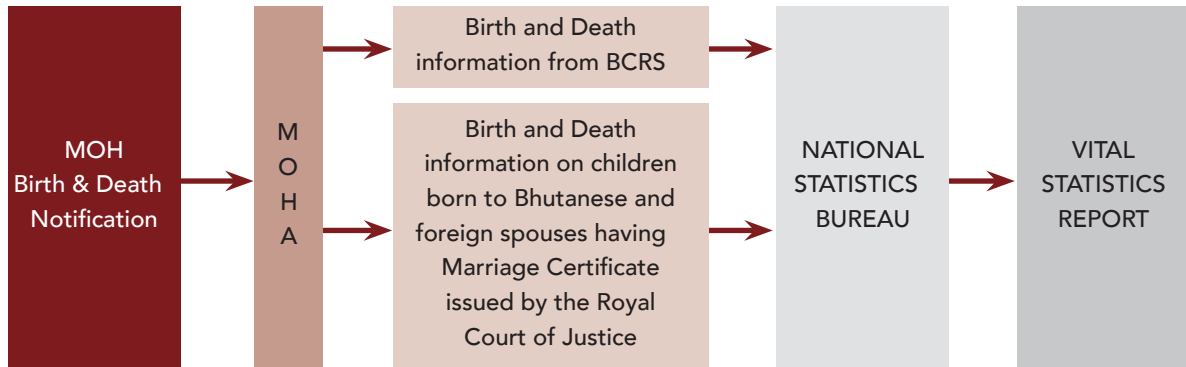 MOH
Birth & Death
Notification
M
O
H
A
Birth and Death
information from BCRS
Birth and Death
information on children
born to Bhutanese and
foreign spouses having
Marriage Certificate
issued by the Royal
Court of Justice
NATIONAL
STATISTICS
BUREAU
VITAL
STATISTICS
REPORT